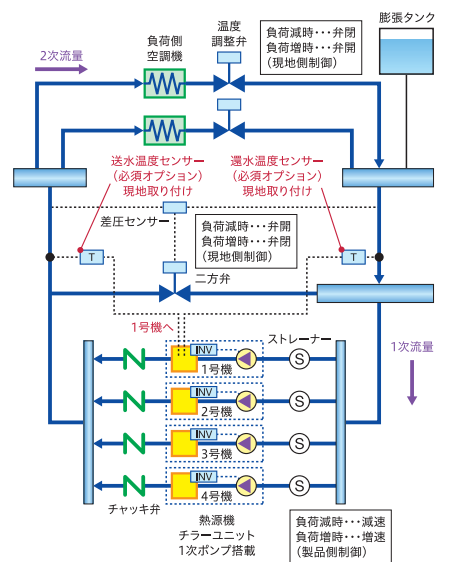 膨張タンク
2次流量
負荷側
空調機
温度
調整弁
負荷減時・・・弁閉
負荷増時・・・弁開
（現地側制御）
送水温度センサー
（必須オプション）
現地取り付け
還水温度センサー
（必須オプション）
現地取り付け
差圧センサー
負荷減時・・・弁開
負荷増時・・・弁閉
（現地側制御）
T
T
二方弁
1号機へ
ストレーナー
1次流量
INV
S
1号機
INV
S
2号機
INV
S
3号機
INV
S
4号機
チャッキ弁
熱源機
チラーユニット
1次ポンプ搭載
負荷減時・・・減速
負荷増時・・・増速
（製品側制御）